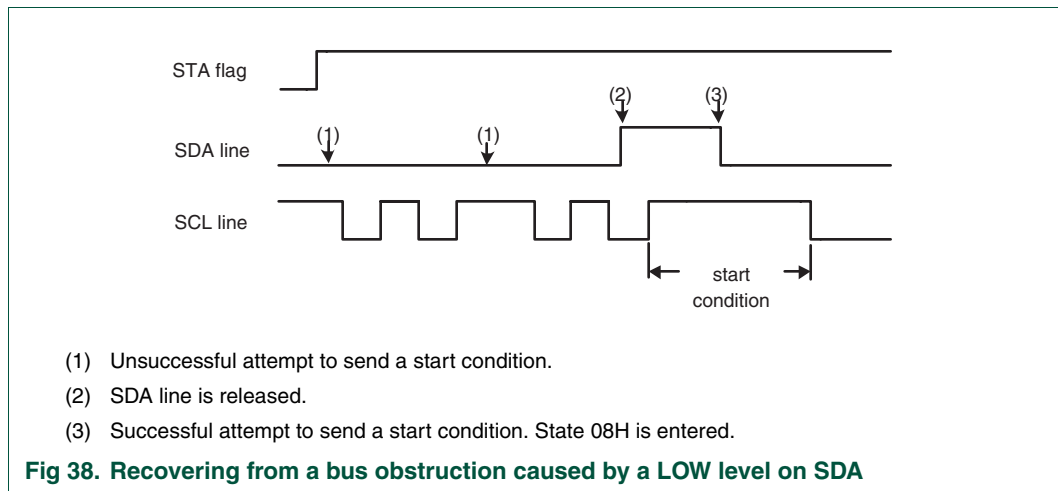 STA flag
(2) (3)
(1) (1)
SDA line
SCL line
start
condition
(1) Unsuccessful attempt to send a start condition.
(2) SDA line is released.
(3) Successful attempt to send a start condition. State 08H is entered.
Fig 38. Recovering from a bus obstruction caused by a LOW level on SDA